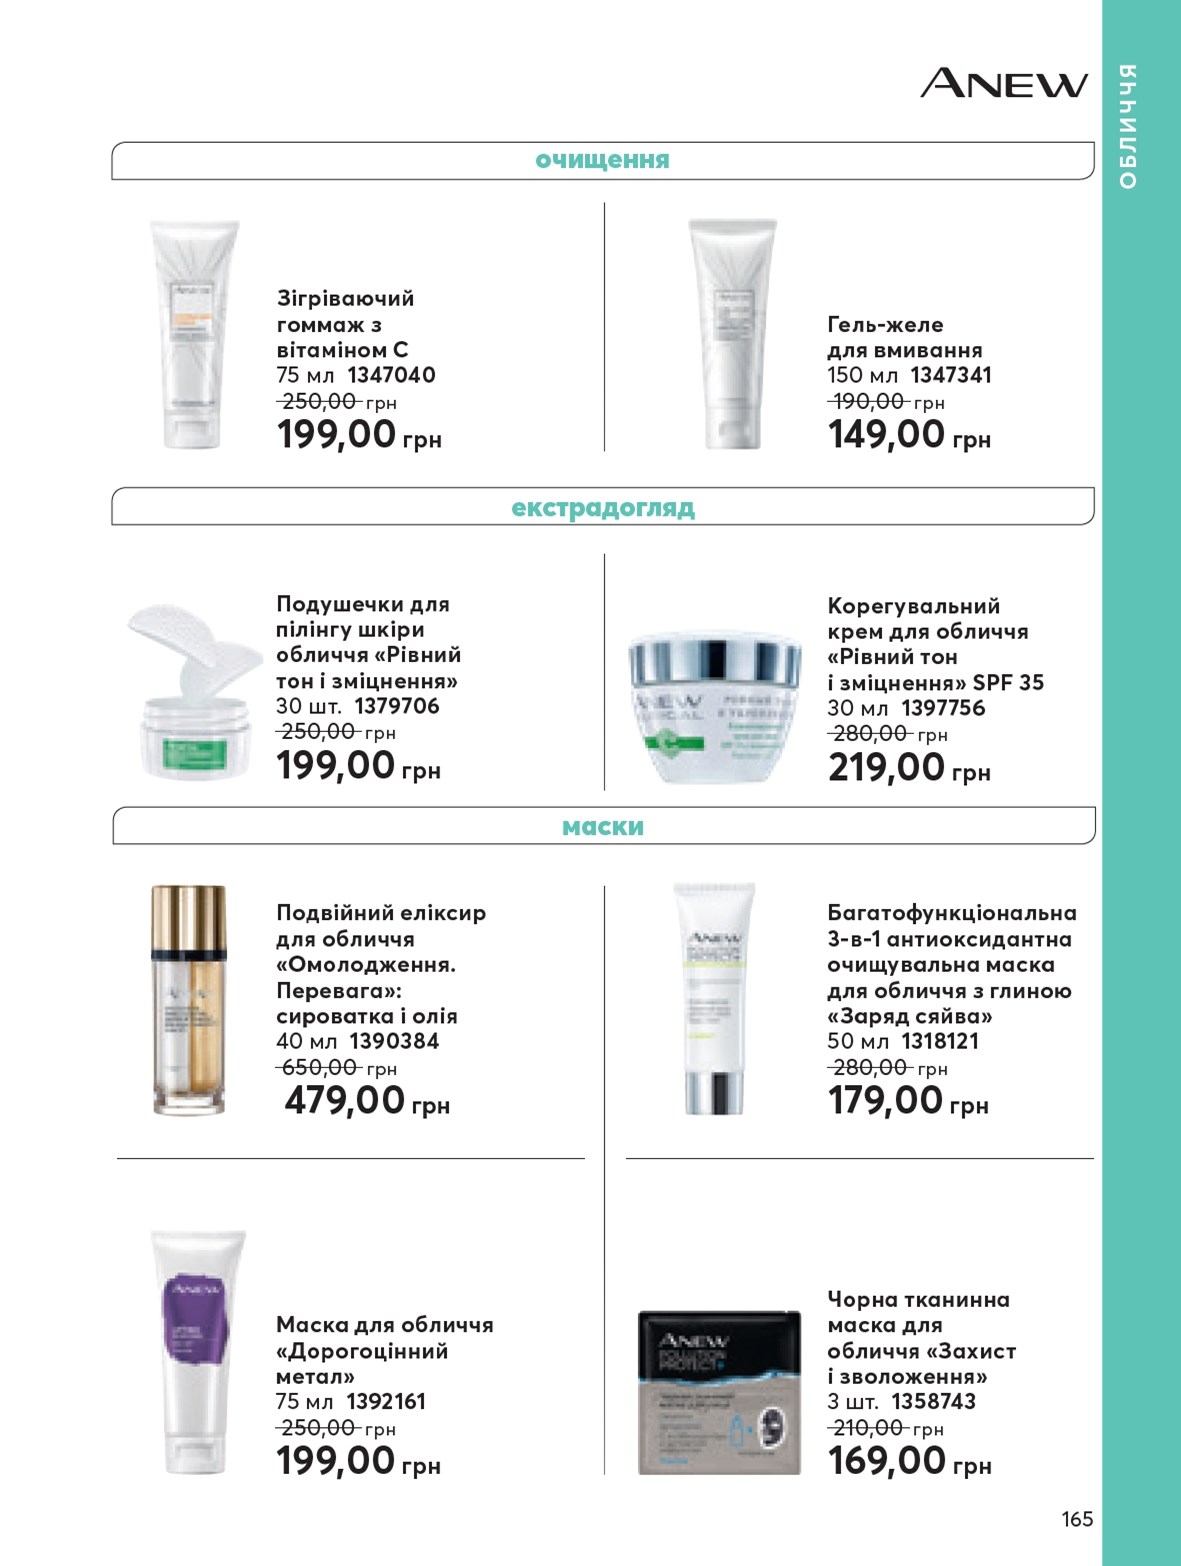 ANEW
ОБЛИЧЧЯ
очищення
Зігріваючий
гоммаж з
вітаміном С
75 мл 1347040
250,00 грн
199,00 грн
Гель-желе
для вмивання
150 мл 1347341
190,00 грн
149,00 грн
екстрадогляд
Подушечки для
пілінгу шкіри
обличчя «Рівний
тон і зміцнення»
30 шт. 1379706
250,00 грн
199,00 грн
Корегувальний
крем для обличчя
«Рівний тон
і зміцнення» SPF 35
30 мл 1397756
280,00 грн
219,00 грн
маски
Подвійний еліксир
для обличчя
«Омолодження.
Перевага»:
сироватка і олія
40 мл 1390384
650,00 грн
479,00 грн
ANEW
POLLUTION
PROTECT+
Багатофункціональна
3-в-1 антиоксидантна
очищувальна маска
для обличчя з глиною
«Заряд сяйва»
50 мл 1318121
280,00 грн
179,00 грн
ANEW
Маска для обличчя
«Дорогоцінний
метал»
75 мл 1392161
250,00 грн
199,00 грн
ANEW
POLLUTION
PROTECT+
Чорна тканинна
маска для
обличчя «Захист
і зволоження»
3 шт. 1358743
210,00 грн
169,00 грн
165